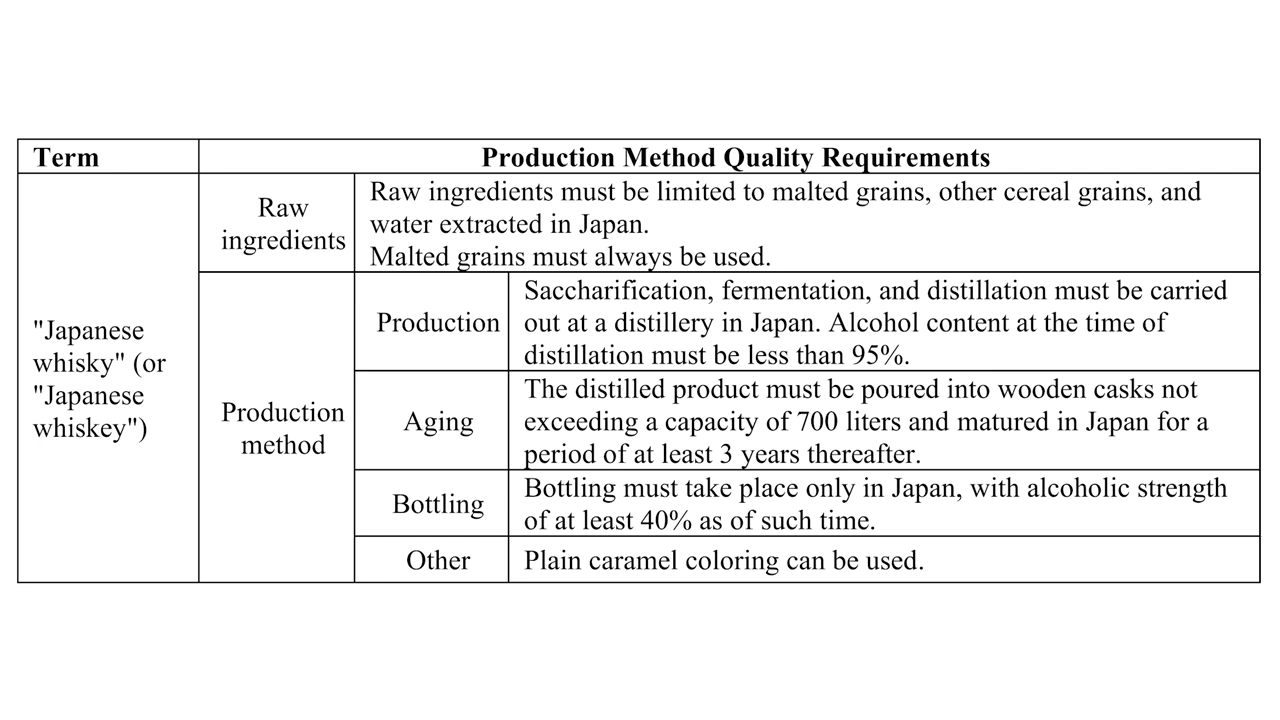 Term
Production Method Quality Requirements
"Japanese
whisky" (or
"Japanese
whiskey")
Raw
ingredients
Raw ingredients must be limited to malted grains, other cereal grains, and
water extracted in Japan.
Malted grains must always be used.
Production
method
Production
Saccharification, fermentation, and distillation must be carried
out at a distillery in Japan. Alcohol content at the time of
distillation must be less than 95%.
Aging
The distilled product must be poured into wooden casks not
exceeding a capacity of 700 liters and matured in Japan for a
period of at least 3 years thereafter.
Bottling
Bottling must take place only in Japan, with alcoholic strength
of at least 40% as of such time.
Other
Plain caramel coloring can be used.